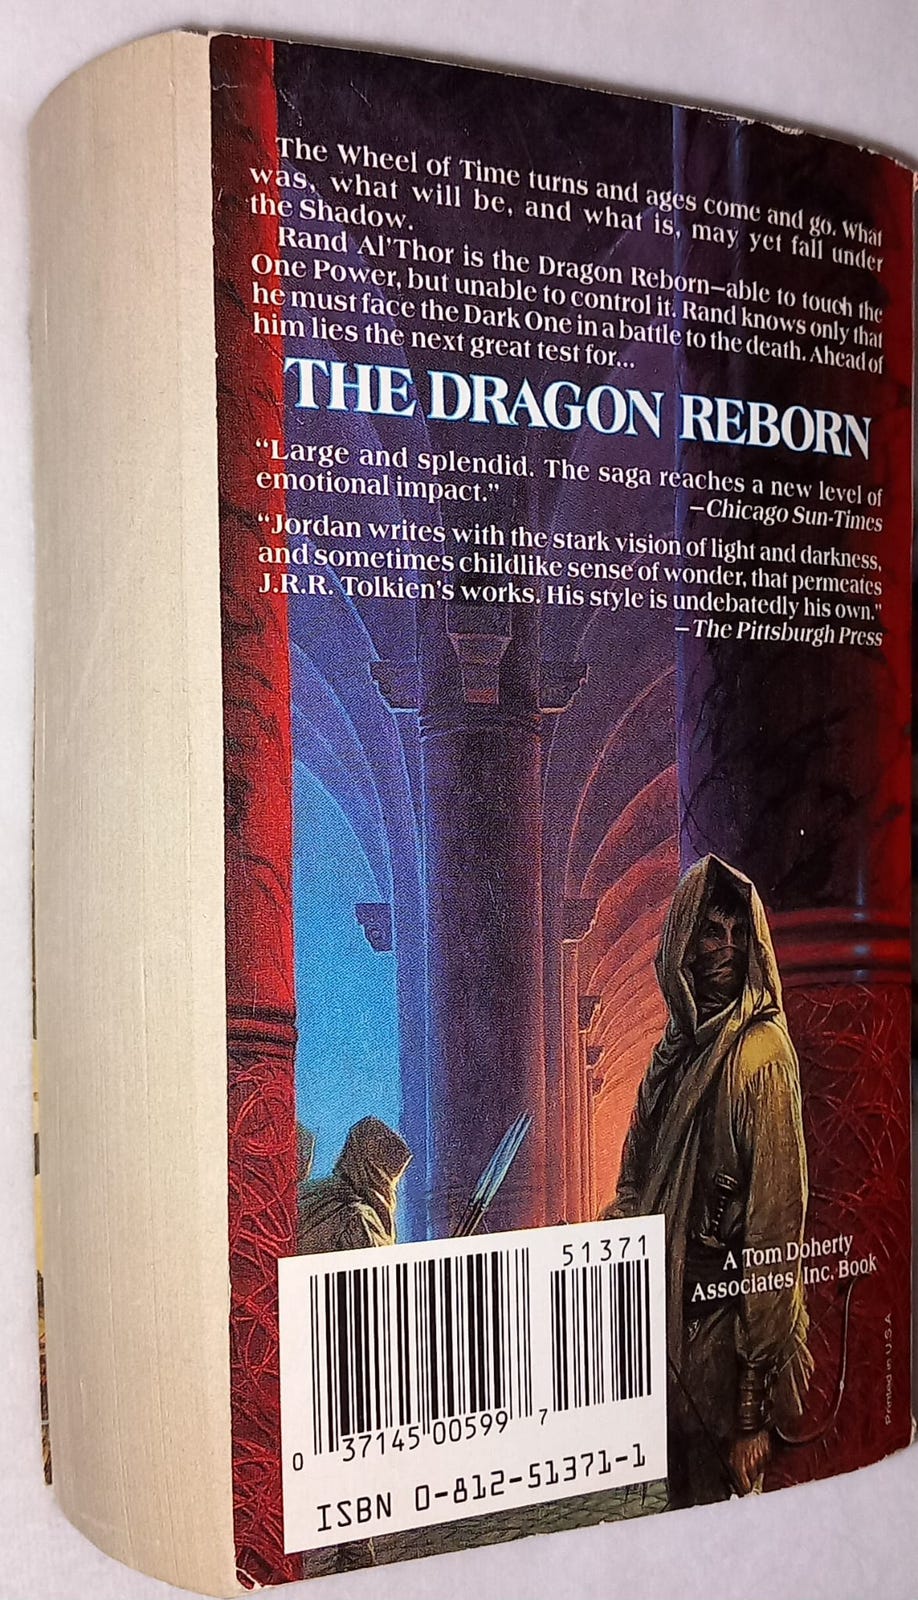 The Wheel of Time turns and ages come and go. What
was, what will be, and what is, may yet fall under
the Shadow.
Rand Al'Thor is the Dragon Reborn—able to touch the
One Power, but unable to control it. Rand knows only that
he must face the Dark One in a battle to the death. Ahead of
him lies the next great test for...
THE DRAGON REBORN
“Large and splendid. The saga reaches a new level of
emotional impact.”
—Chicago Sun-Times
“Jordan writes with the stark vision of light and darkness,
and sometimes childlike sense of wonder, that permeates
J.R.R. Tolkien's works. His style is undebatedly his own.”
—The Pittsburgh Press
A Tom Doherty
Associates, Inc. Book
Printed in U.S.A.
51371
0 37145 00599 7
ISBN 0-812-51371-1